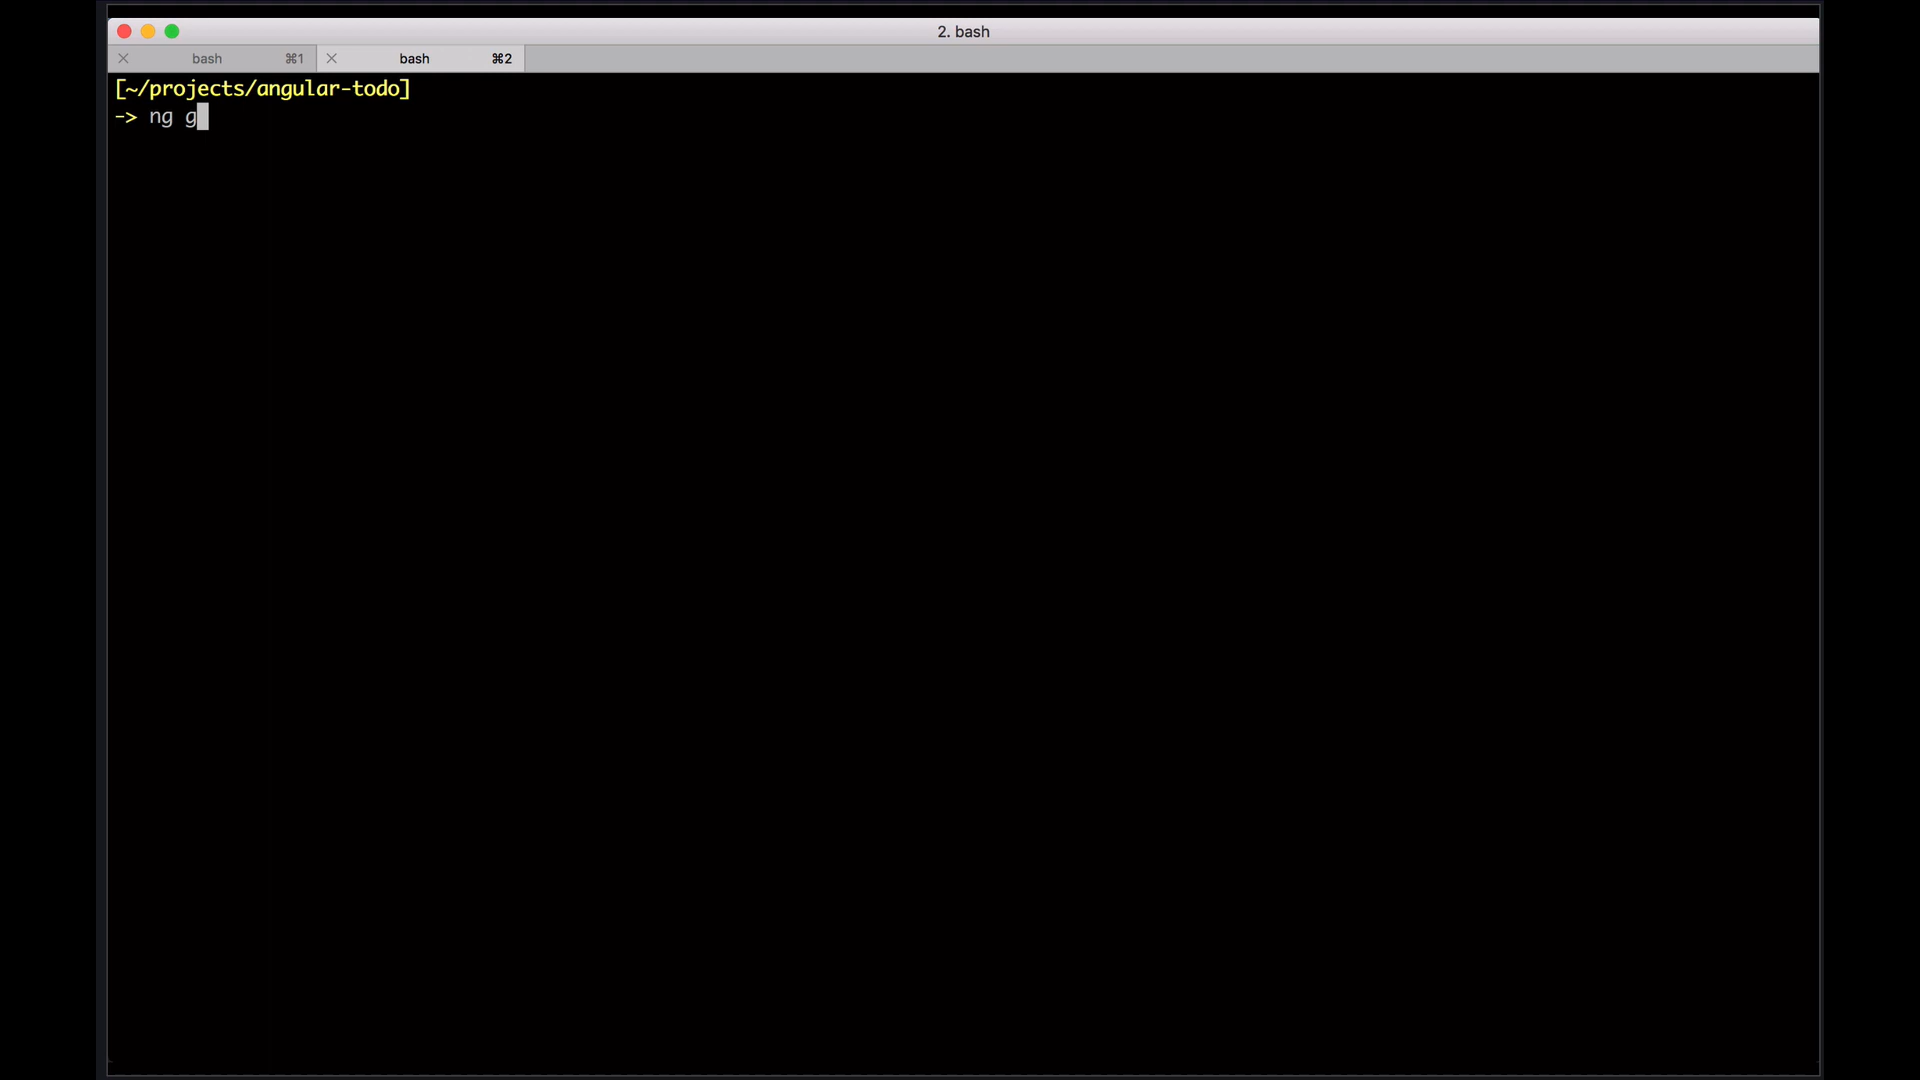 2. bash
bash ⌘1
bash ⌘2
[~/projects/angular-todo]
-> ng g